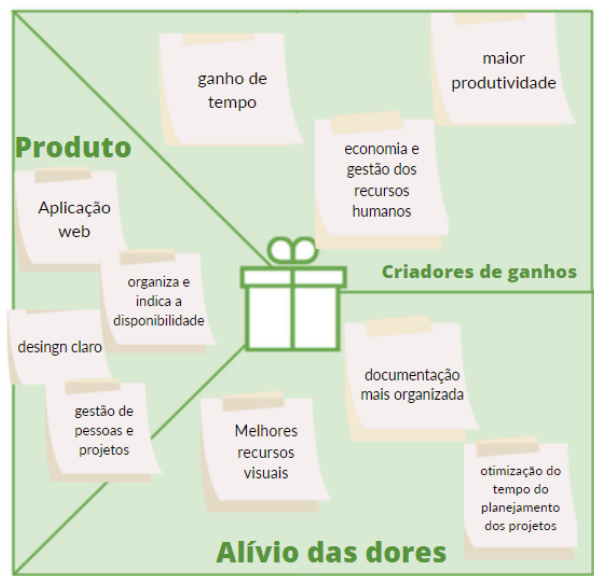 ganho de
tempo
maior
produtividade
economia e
gestão dos
recursos
humanos
Criadores de ganhos
Produto
Aplicação
web
organiza e
indica a
disponibilidade
desingn claro
gestão de
pessoas e
projetos
Melhores
recursos
visuais
documentação
mais organizada
otimização do
tempo do
planejamento
dos projetos
Alívio das dores